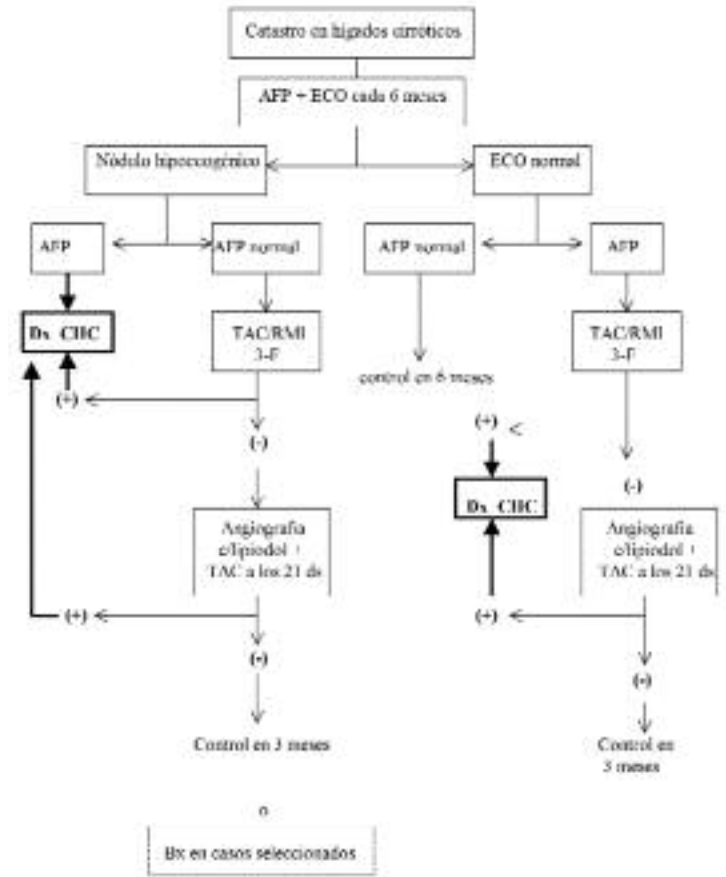 Catastro en hígados cirróticos
AFP + ECO cada 6 meses
Nódulo hipoecogénico
ECO normal
AFP
AFP normal
AFP normal
AFP
Dx CHC
TAC/RMI
3-F
TAC/RMI
3-F
control en 6 meses
(+)
(-)
(+)
(-)
Dx CHC
Angiografia
c/lipiodol +
TAC a los 21 ds
Angiografia
c/lipiodol +
TAC a los 21 ds
(+)
(+)
(-)
(-)
Control en 3 meses
Control en
3 meses
o
Bx en casos seleccionados